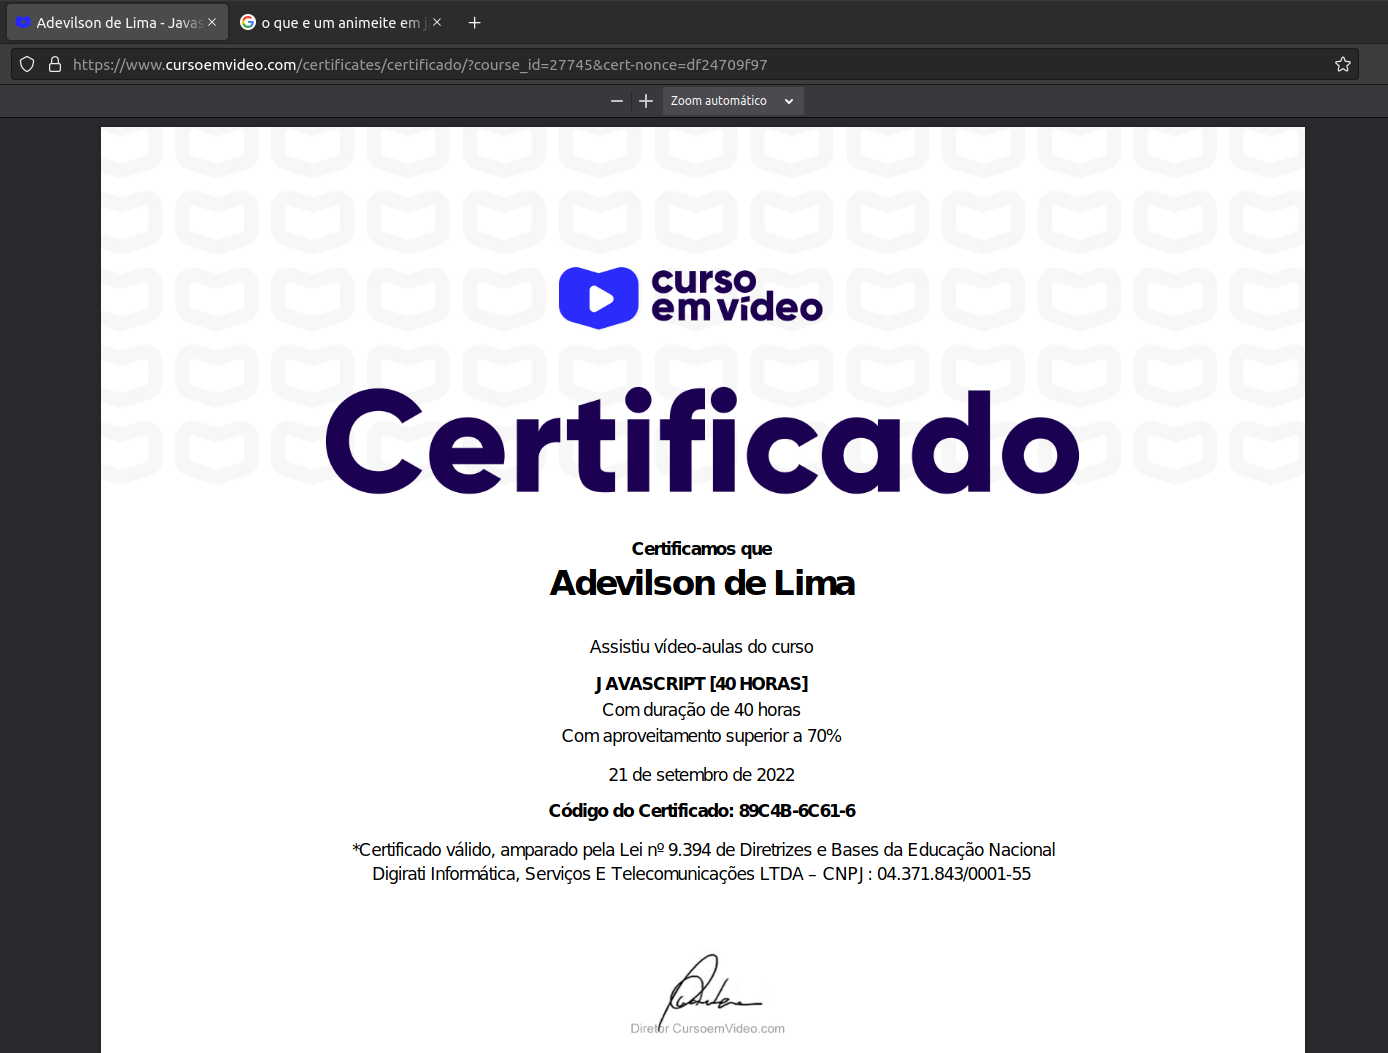 Adevilson de Lima - Javas
o que e um animeite em j
https://www.cursoemvideo.com/certificates/certificado/?course_id=27745&cert-nonce=df24709f97
Zoom automático
curso
em vídeo
Certificado
Certificamos que
Adevilson de Lima
Assistiu vídeo-aulas do curso
JAVASCRIPT [40 HORAS]
Com duração de 40 horas
Com aproveitamento superior a 70%
21 de setembro de 2022
Código do Certificado: 89C4B-6C61-6
*Certificado válido, amparado pela Lei nº 9.394 de Diretrizes e Bases da Educação Nacional
Digirati Informática, Serviços E Telecomunicações LTDA – CNPJ: 04.371.843/0001-55
Diretor CursoemVideo.com